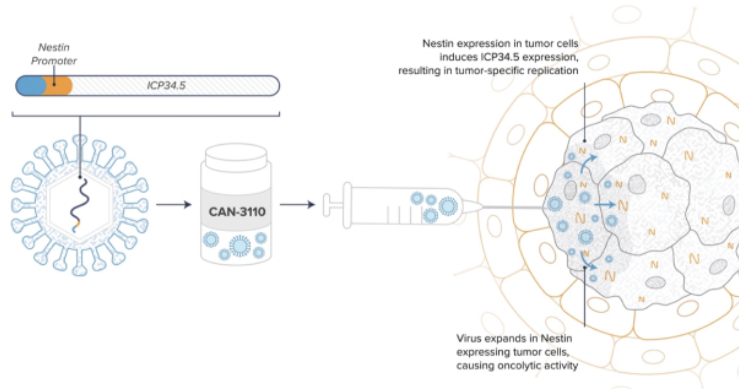 Nestin
Promoter
ICP34.5
CAN-3110
Nestin expression in tumor cells
induces ICP34.5 expression,
resulting in tumor-specific replication
N
N
N
N
N
N
N
N
N
N
N
N
Virus expands in Nestin
expressing tumor cells,
causing oncolytic activity